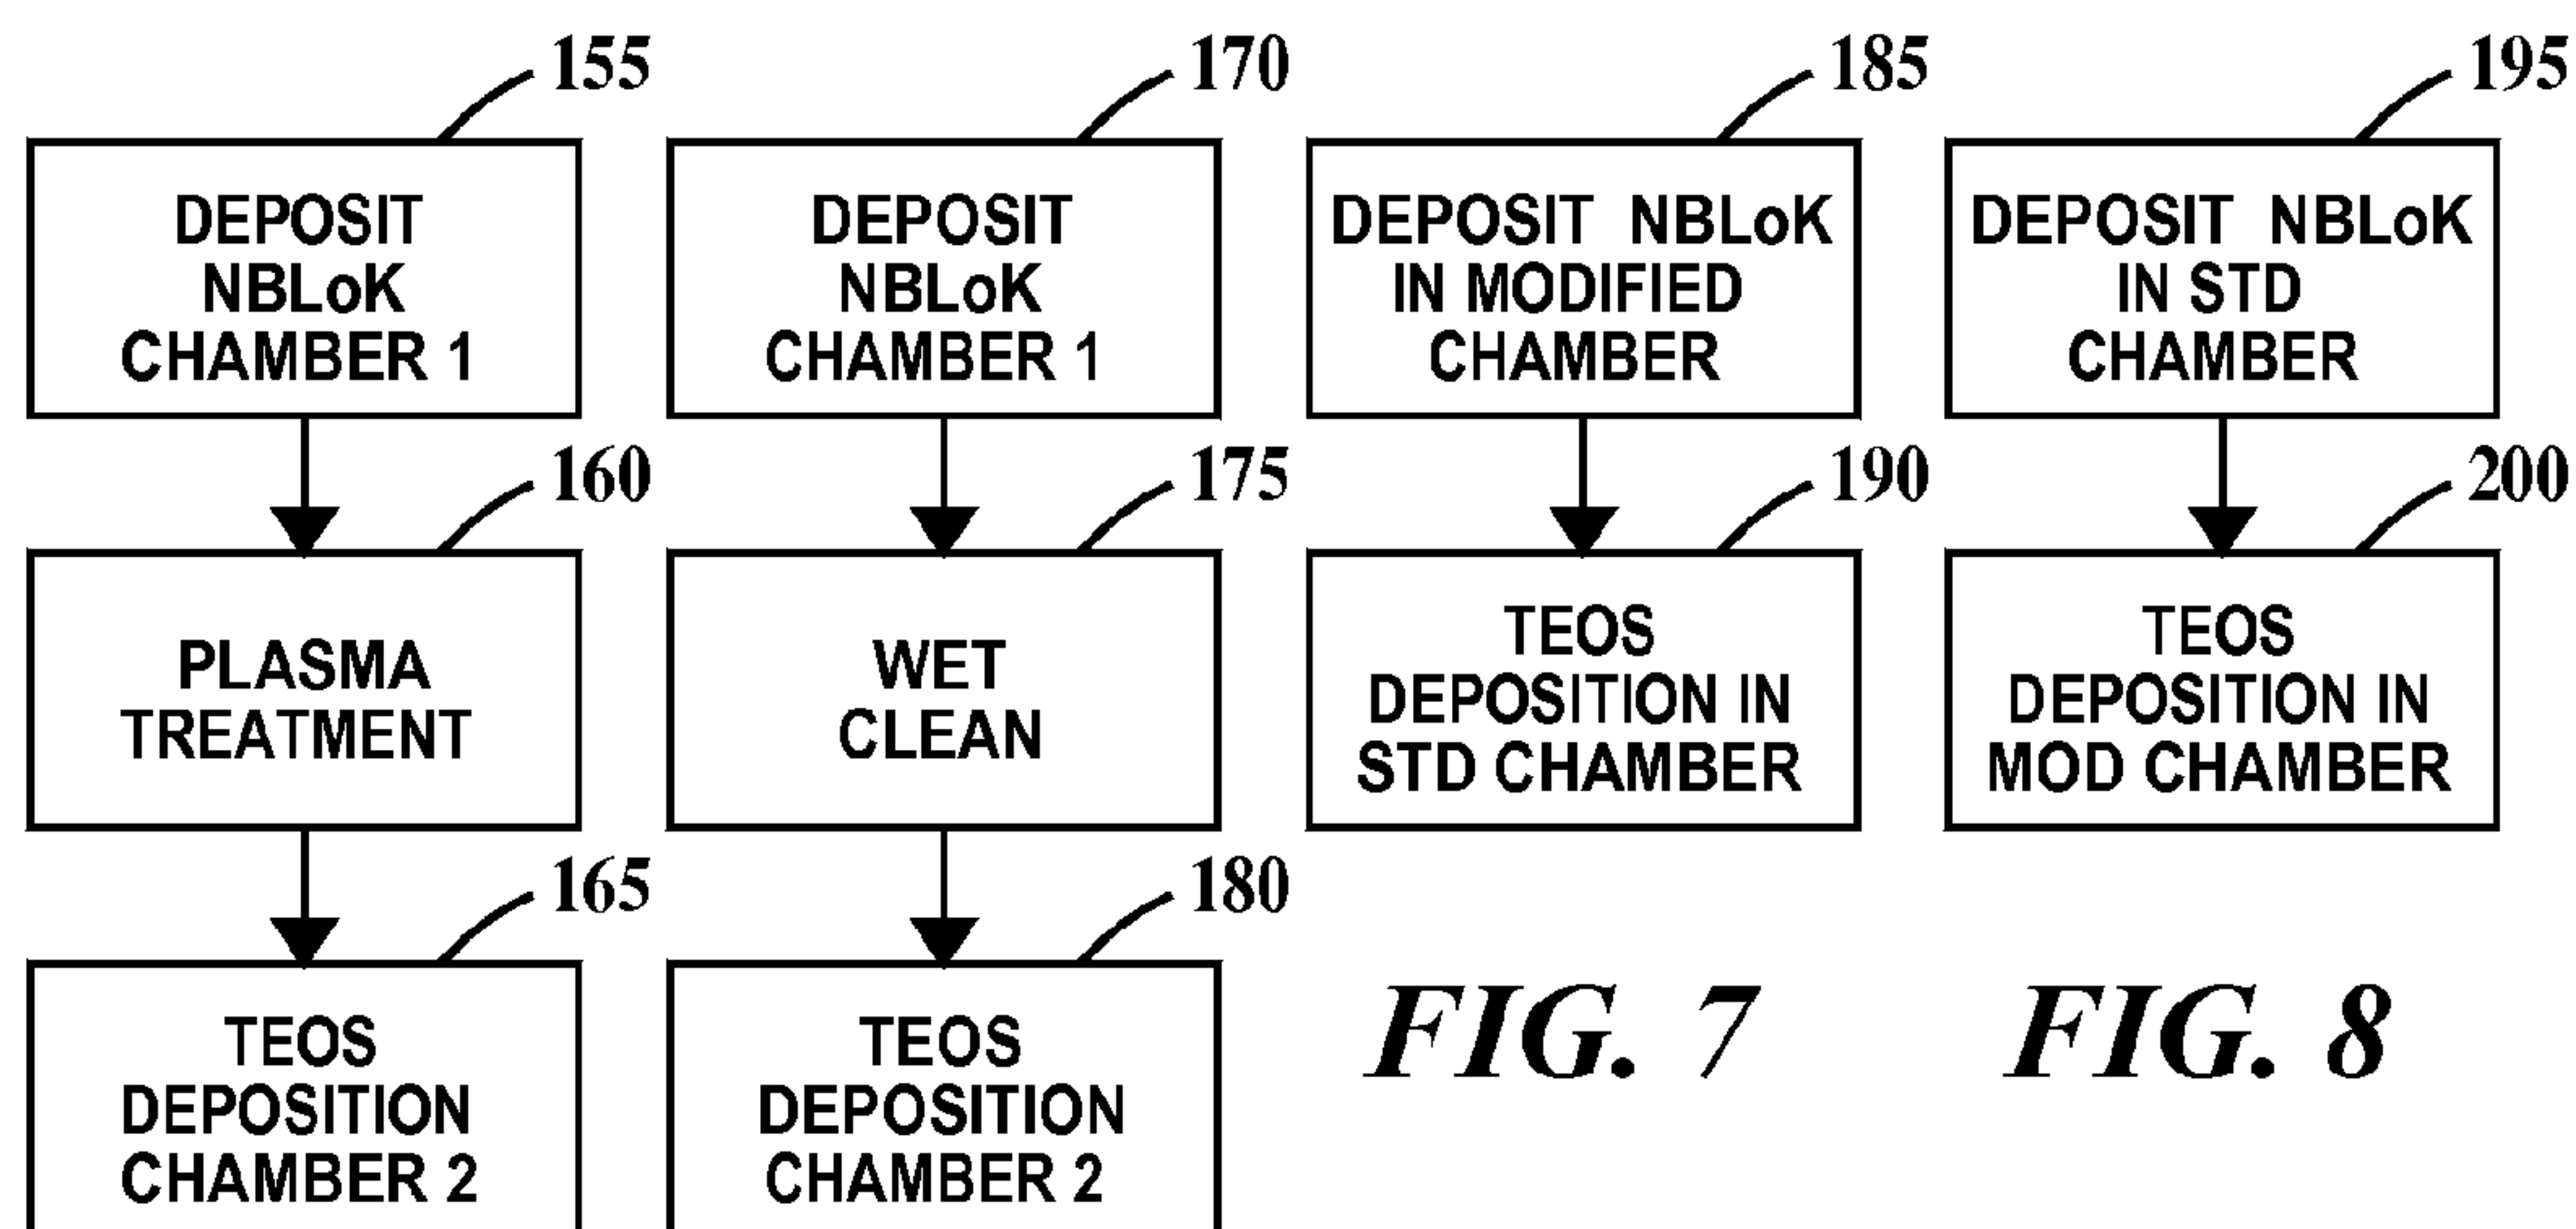 155
DEPOSIT
NBLoK
CHAMBER 1
160
PLASMA
TREATMENT
165
TEOS
DEPOSITION
CHAMBER 2
170
DEPOSIT
NBLoK
CHAMBER 1
175
WET
CLEAN
180
TEOS
DEPOSITION
CHAMBER 2
185
DEPOSIT NBLoK
IN MODIFIED
CHAMBER
190
TEOS
DEPOSITION IN
STD CHAMBER
FIG. 7
195
DEPOSIT NBLoK
IN STD
CHAMBER
200
TEOS
DEPOSITION IN
MOD CHAMBER
FIG. 8